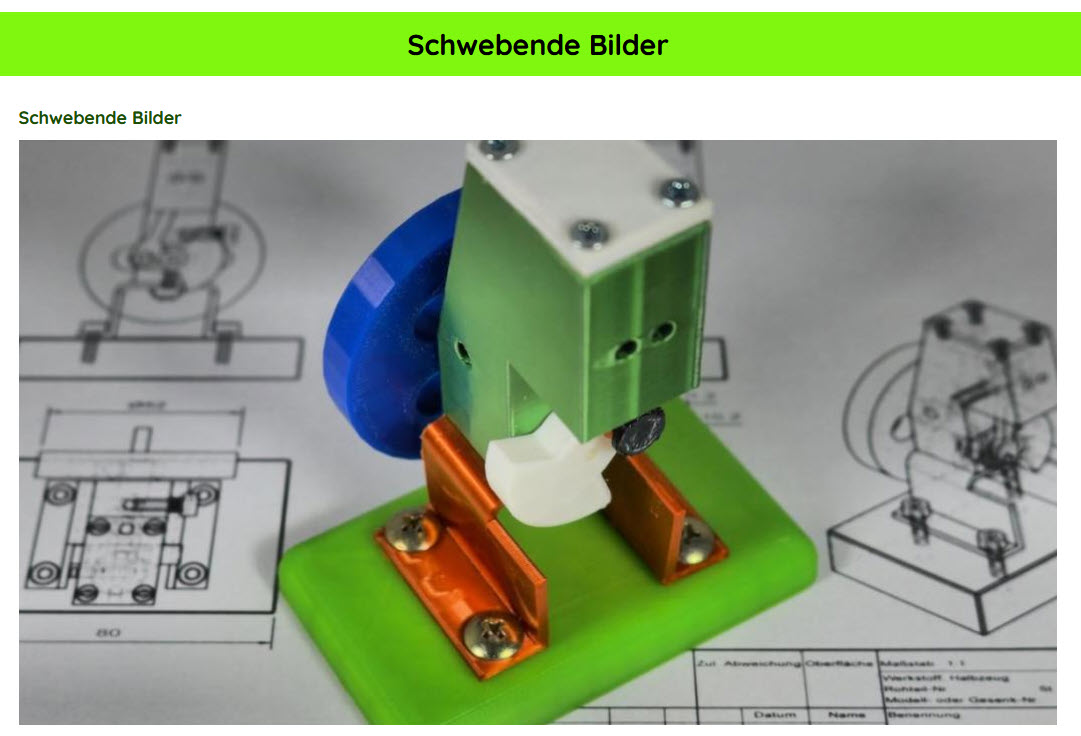 Schwebende Bilder
Schwebende Bilder
80
Zul. Abweichung Oberfläche Maßstab 1:1
Werkstoff, Halbzeug
Rohteil-Nr
Modell- oder Gesenk-Nr
Datum Name Benennung